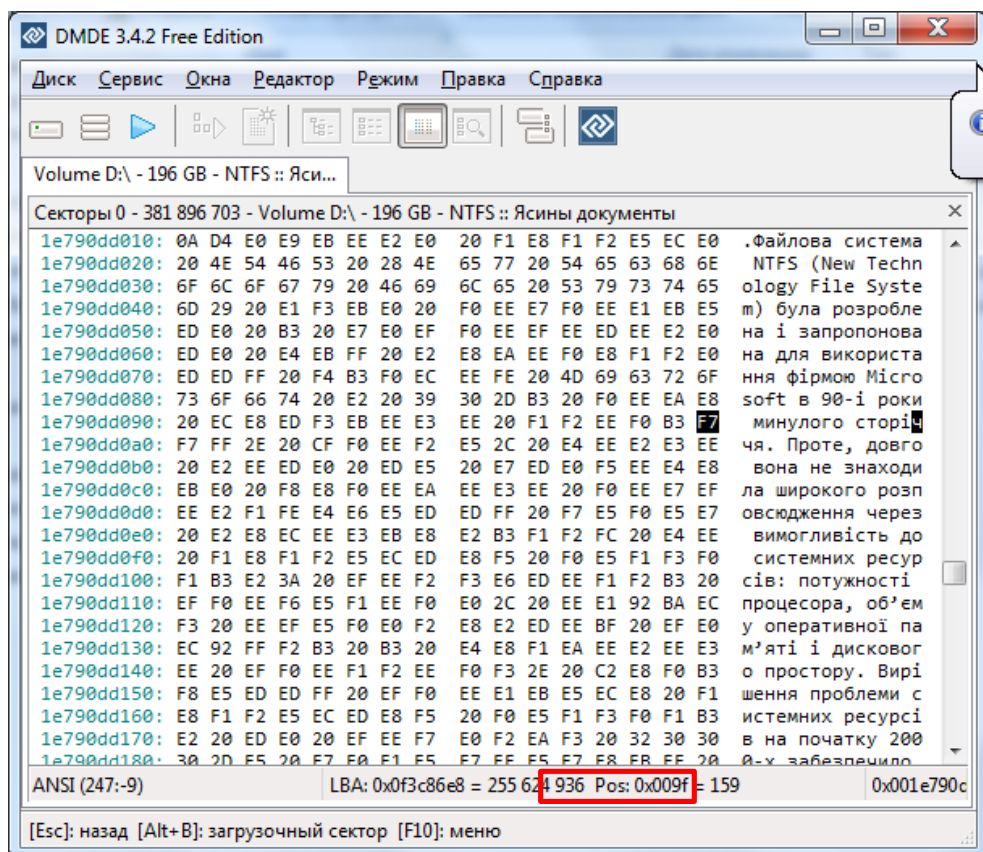 DMDE 3.4.2 Free Edition
Диск Сервис Окна Редактор Режим Правка Справка
Volume D:\ - 196 GB - NTFS :: Яси...
Секторы 0 - 381 896 703 - Volume D:\ - 196 GB - NTFS :: Ясины документы
1e790dd010: 0A D4 E0 E9 EB EE E2 E0 20 F1 E8 F1 F2 E5 EC E0 .Файлова система
1e790dd020: 20 4E 54 46 53 20 28 4E 65 77 20 54 65 63 68 6E NTFS (New Techn
1e790dd030: 6F 6C 6F 67 79 20 46 69 6C 65 20 53 79 73 74 65 ology File Syste
1e790dd040: 6D 29 20 E1 F3 EB E0 20 F0 EE E7 F0 EE E1 EB E5 m) була розробле
1e790dd050: ED E0 20 B3 20 E7 E0 EF F0 EE EF EE ED EE E2 E0 на і запропонова
1e790dd060: ED E0 20 E4 EB FF 20 E2 E8 EA EE F0 E8 F1 F2 E0 на для використа
1e790dd070: ED ED FF 20 F4 B3 F0 EC EE FE 20 4D 69 63 72 6F ння фірмою Micro
1e790dd080: 73 6F 66 74 20 E2 20 39 30 2D B3 20 F0 EE EA E8 soft в 90-і роки
1e790dd090: 20 EC E8 ED F3 EB EE E3 EE 20 F1 F2 EE F0 B3 F7 минулого сторіч
1e790dd0a0: F7 FF 2E 20 CF F0 EE F2 E5 2C 20 E4 EE E2 E3 EE чя. Проте, довго
1e790dd0b0: 20 E2 EE ED E0 20 ED E5 20 E7 ED E0 F5 EE E4 E8 вона не знаходи
1e790dd0c0: EB E0 20 F8 E8 F0 EE EA EE E3 EE 20 F0 EE E7 EF ла широкого розп
1e790dd0d0: EE E2 F1 FE E4 E6 E5 ED ED FF 20 F7 E5 F0 E5 E7 овсюдження через
1e790dd0e0: 20 E2 E8 EC EE E3 EB E8 E2 B3 F1 F2 FC 20 E4 EE вимогливість до
1e790dd0f0: 20 F1 E8 F1 F2 E5 EC ED E8 F5 20 F0 E5 F1 F3 F0 системних ресур
1e790dd100: F1 B3 E2 3A 20 EF EE F2 F3 E6 ED EE F1 F2 B3 20 сів: потужності
1e790dd110: EF F0 EE F6 E5 F1 EE F0 E0 2C 20 EE E1 92 BA EC процесора, об’єм
1e790dd120: F3 20 EE EF E5 F0 E0 F2 E8 E2 ED EE BF 20 EF E0 у оперативної па
1e790dd130: EC 92 FF F2 B3 20 B3 20 E4 E8 F1 EA EE E2 EE E3 м’яті і дисковог
1e790dd140: EE 20 EF F0 EE F1 F2 EE F0 F3 2E 20 C2 E8 F0 B3 о простору. Вирі
1e790dd150: F8 E5 ED ED FF 20 EF F0 EE E1 EB E5 EC E8 20 F1 шення проблеми с
1e790dd160: E8 F1 F2 E5 EC ED E8 F5 20 F0 E5 F1 F3 F0 F1 B3 истемних ресурсі
1e790dd170: E2 20 ED E0 20 EF EE F7 E0 F2 EA F3 20 32 30 30 в на початку 200
1e790dd180: 30 2D F5 20 E7 E0 E1 E5 E7 EF E5 F7 E8 EB EE 20 0-х забезпечило
ANSI (247:-9) LBA: 0x0f3c86e8 = 255 624 936 Pos: 0x009f = 159 0x001e790d
[Esc]: назад [Alt+B]: загрузочный сектор [F10]: меню